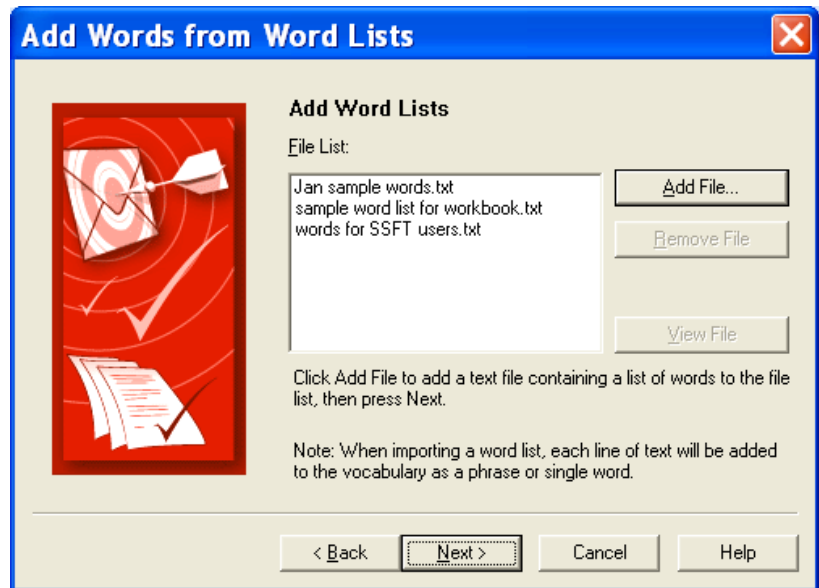 Add Words from Word Lists
Add Word Lists
File List:
Jan sample words.txt
sample word list for workbook.txt
words for SSFT users.txt
Add File...
Remove File
View File
Click Add File to add a text file containing a list of words to the file
list, then press Next.
Note: When importing a word list, each line of text will be added
to the vocabulary as a phrase or single word.
< Back
Next >
Cancel
Help